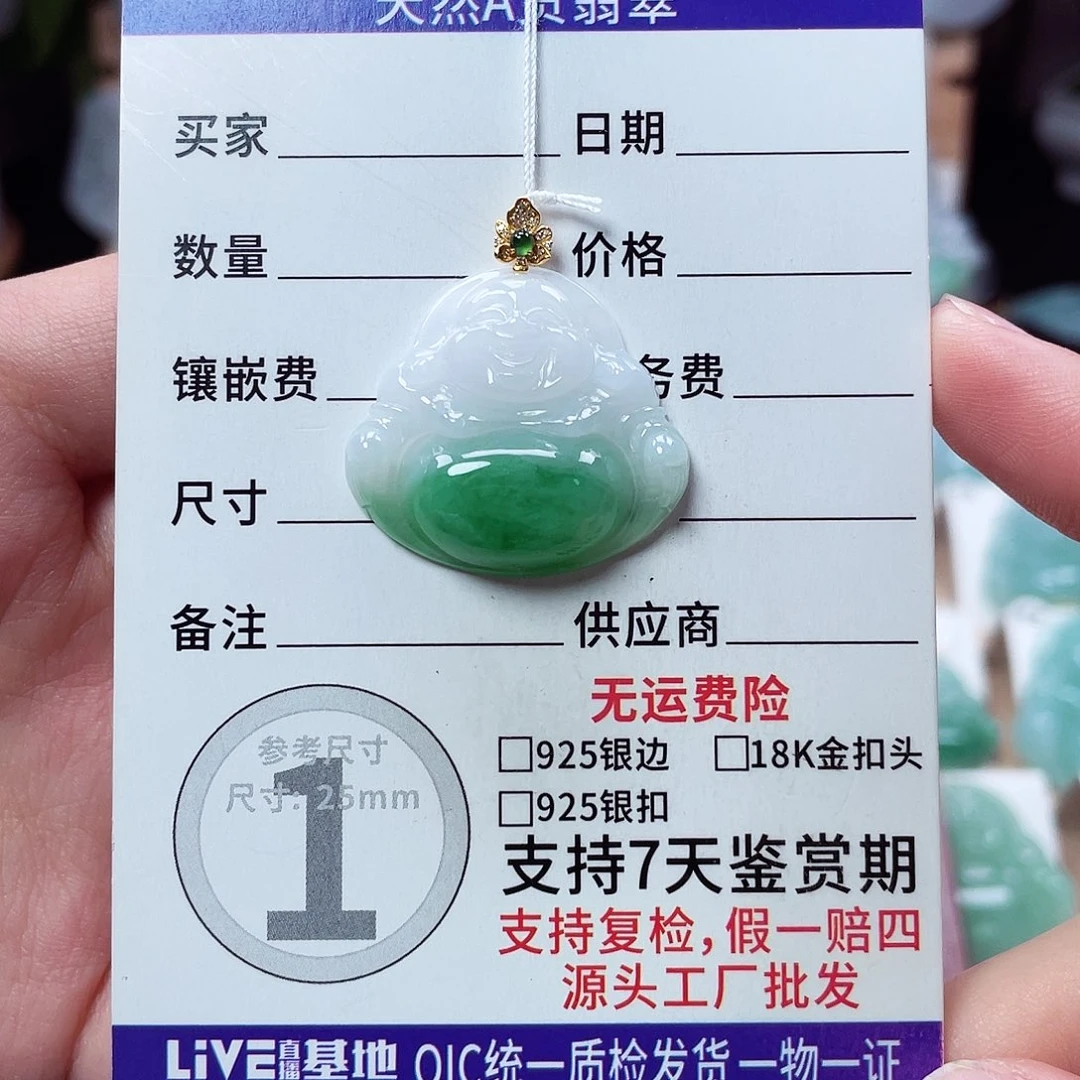 天然A货翡翠
买家 日期
数量 价格
镶嵌费 务费
尺寸
备注 供应商
无运费险
925银边 18K金扣头
925银扣
参考尺寸
尺寸: 25mm
1
支持7天鉴赏期
支持复检,假一赔四
源头工厂批发
LiVE直播基地 QIC统一质检发货 一物一证